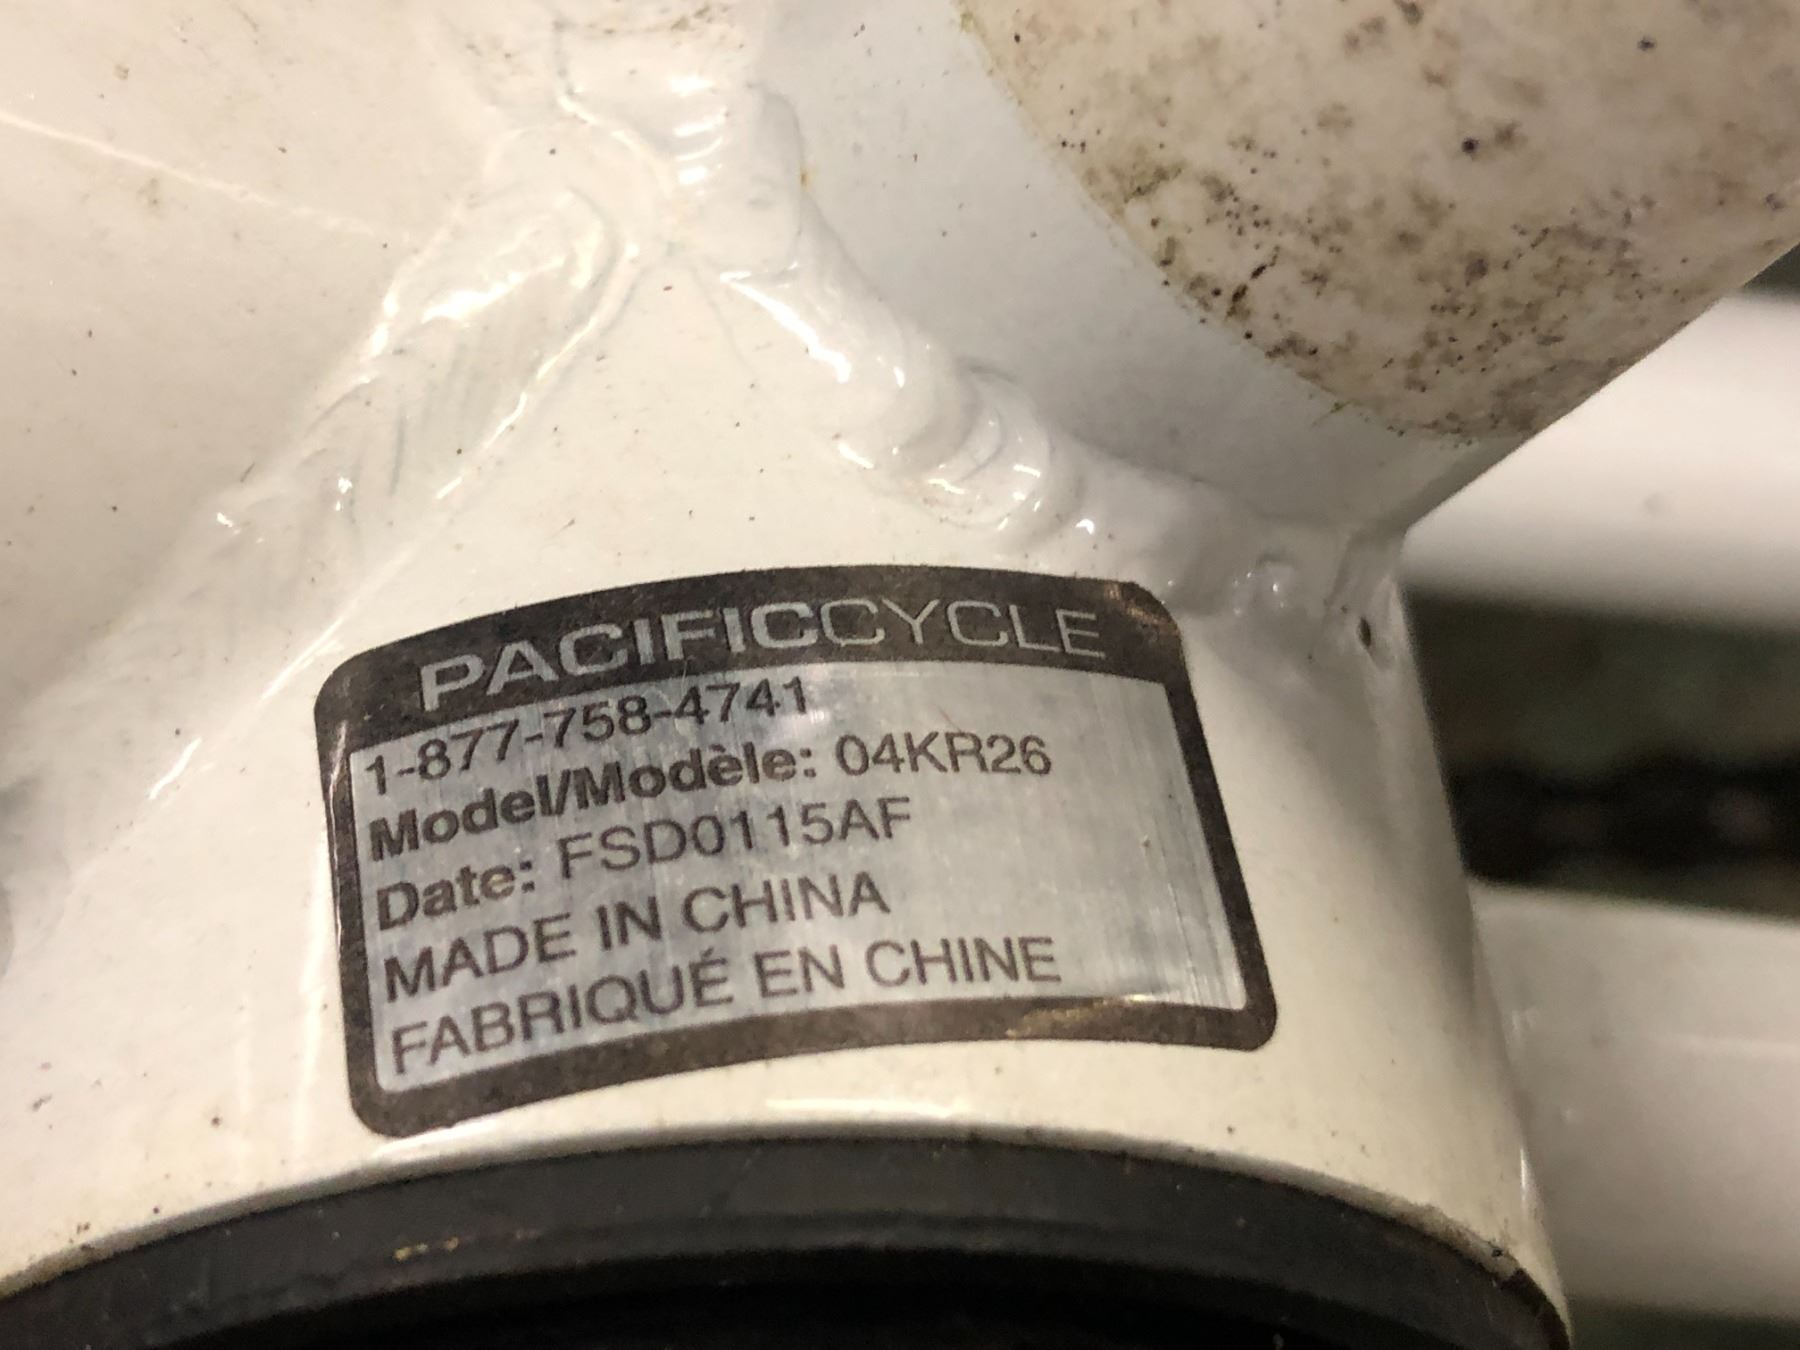 PACIFICCYCLE
1-877-758-4741
Model/Modèle: 04KR26
Date: FSD0115AF
MADE IN CHINA
FABRIQUÉ EN CHINE